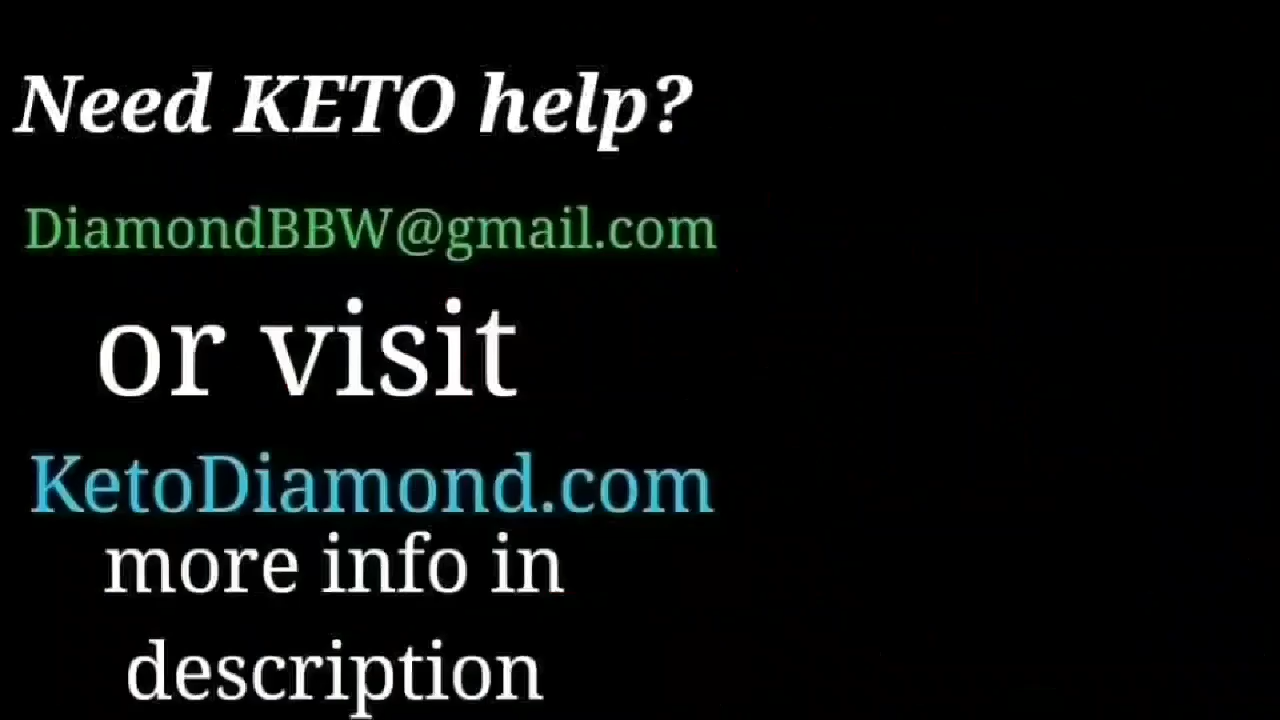 Need KETO help?
DiamondBBW@gmail.com
or visit
KetoDiamond.com
more info in
description